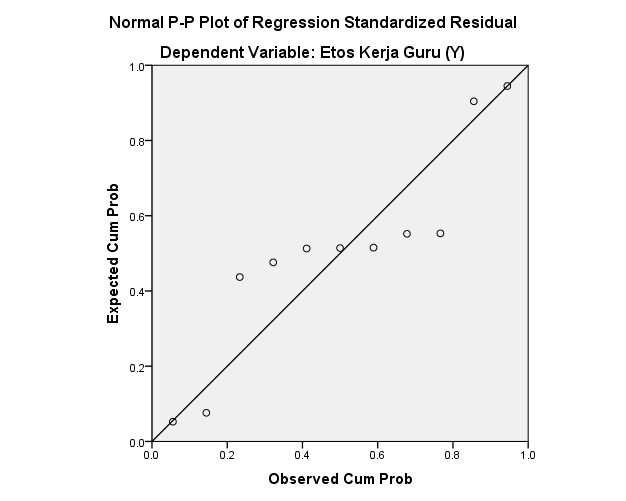 Normal P-P Plot of Regression Standardized Residual
Dependent Variable: Etos Kerja Guru (Y)
Expected Cum Prob
1.0
0.8
0.6
0.4
0.2
0.0
0.0 0.2 0.4 0.6 0.8 1.0
Observed Cum Prob